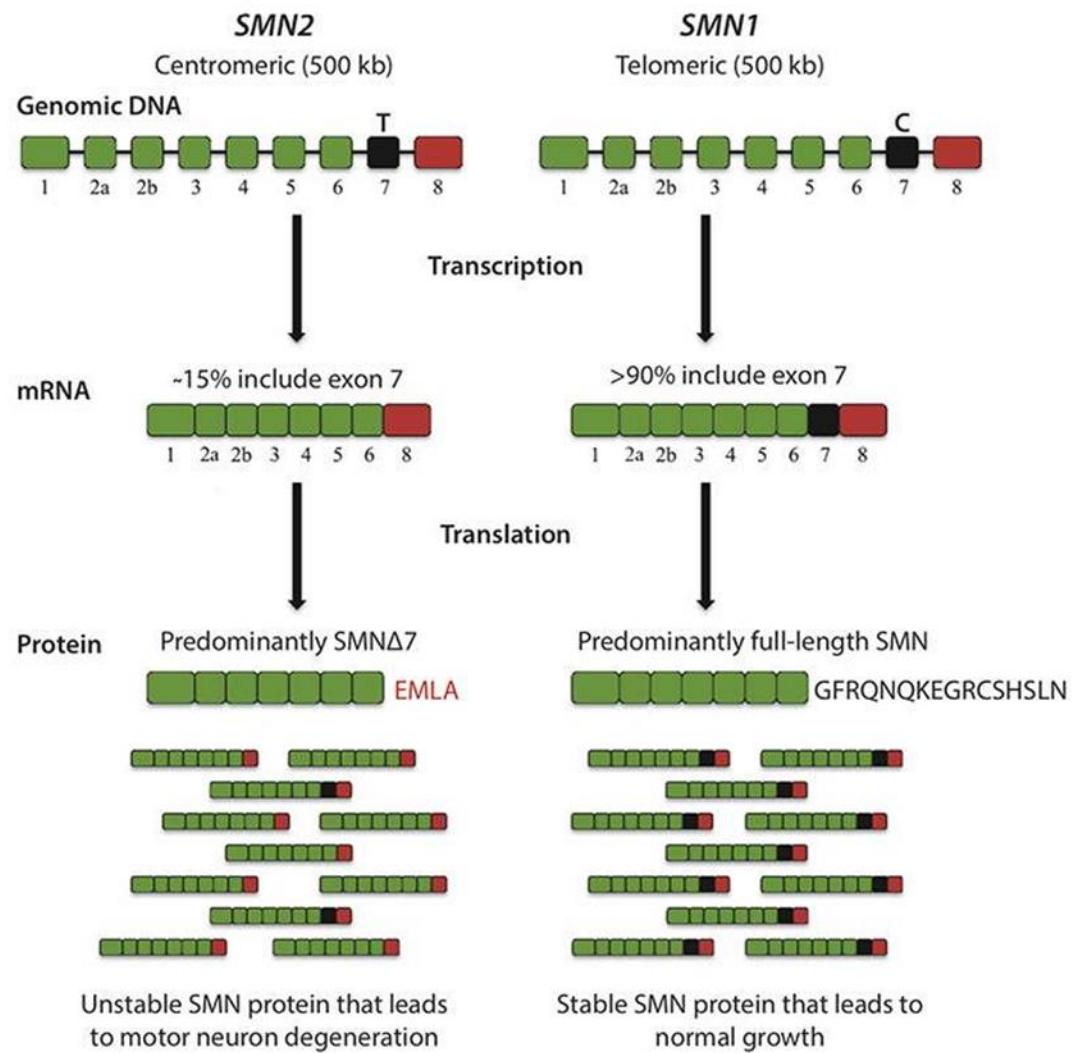 SMN2
Centromeric (500 kb)
SMN1
Telomeric (500 kb)
Genomic DNA
T
C
1 2a 2b 3 4 5 6 7 8
1 2a 2b 3 4 5 6 7 8
Transcription
mRNA
~15% include exon 7
>90% include exon 7
1 2a 2b 3 4 5 6 8
1 2a 2b 3 4 5 6 7 8
Translation
Protein
Predominantly SMNΔ7
Predominantly full-length SMN
EMLA
GFRQNQKEGRCSHSLN
Unstable SMN protein that leads
to motor neuron degeneration
Stable SMN protein that leads to
normal growth